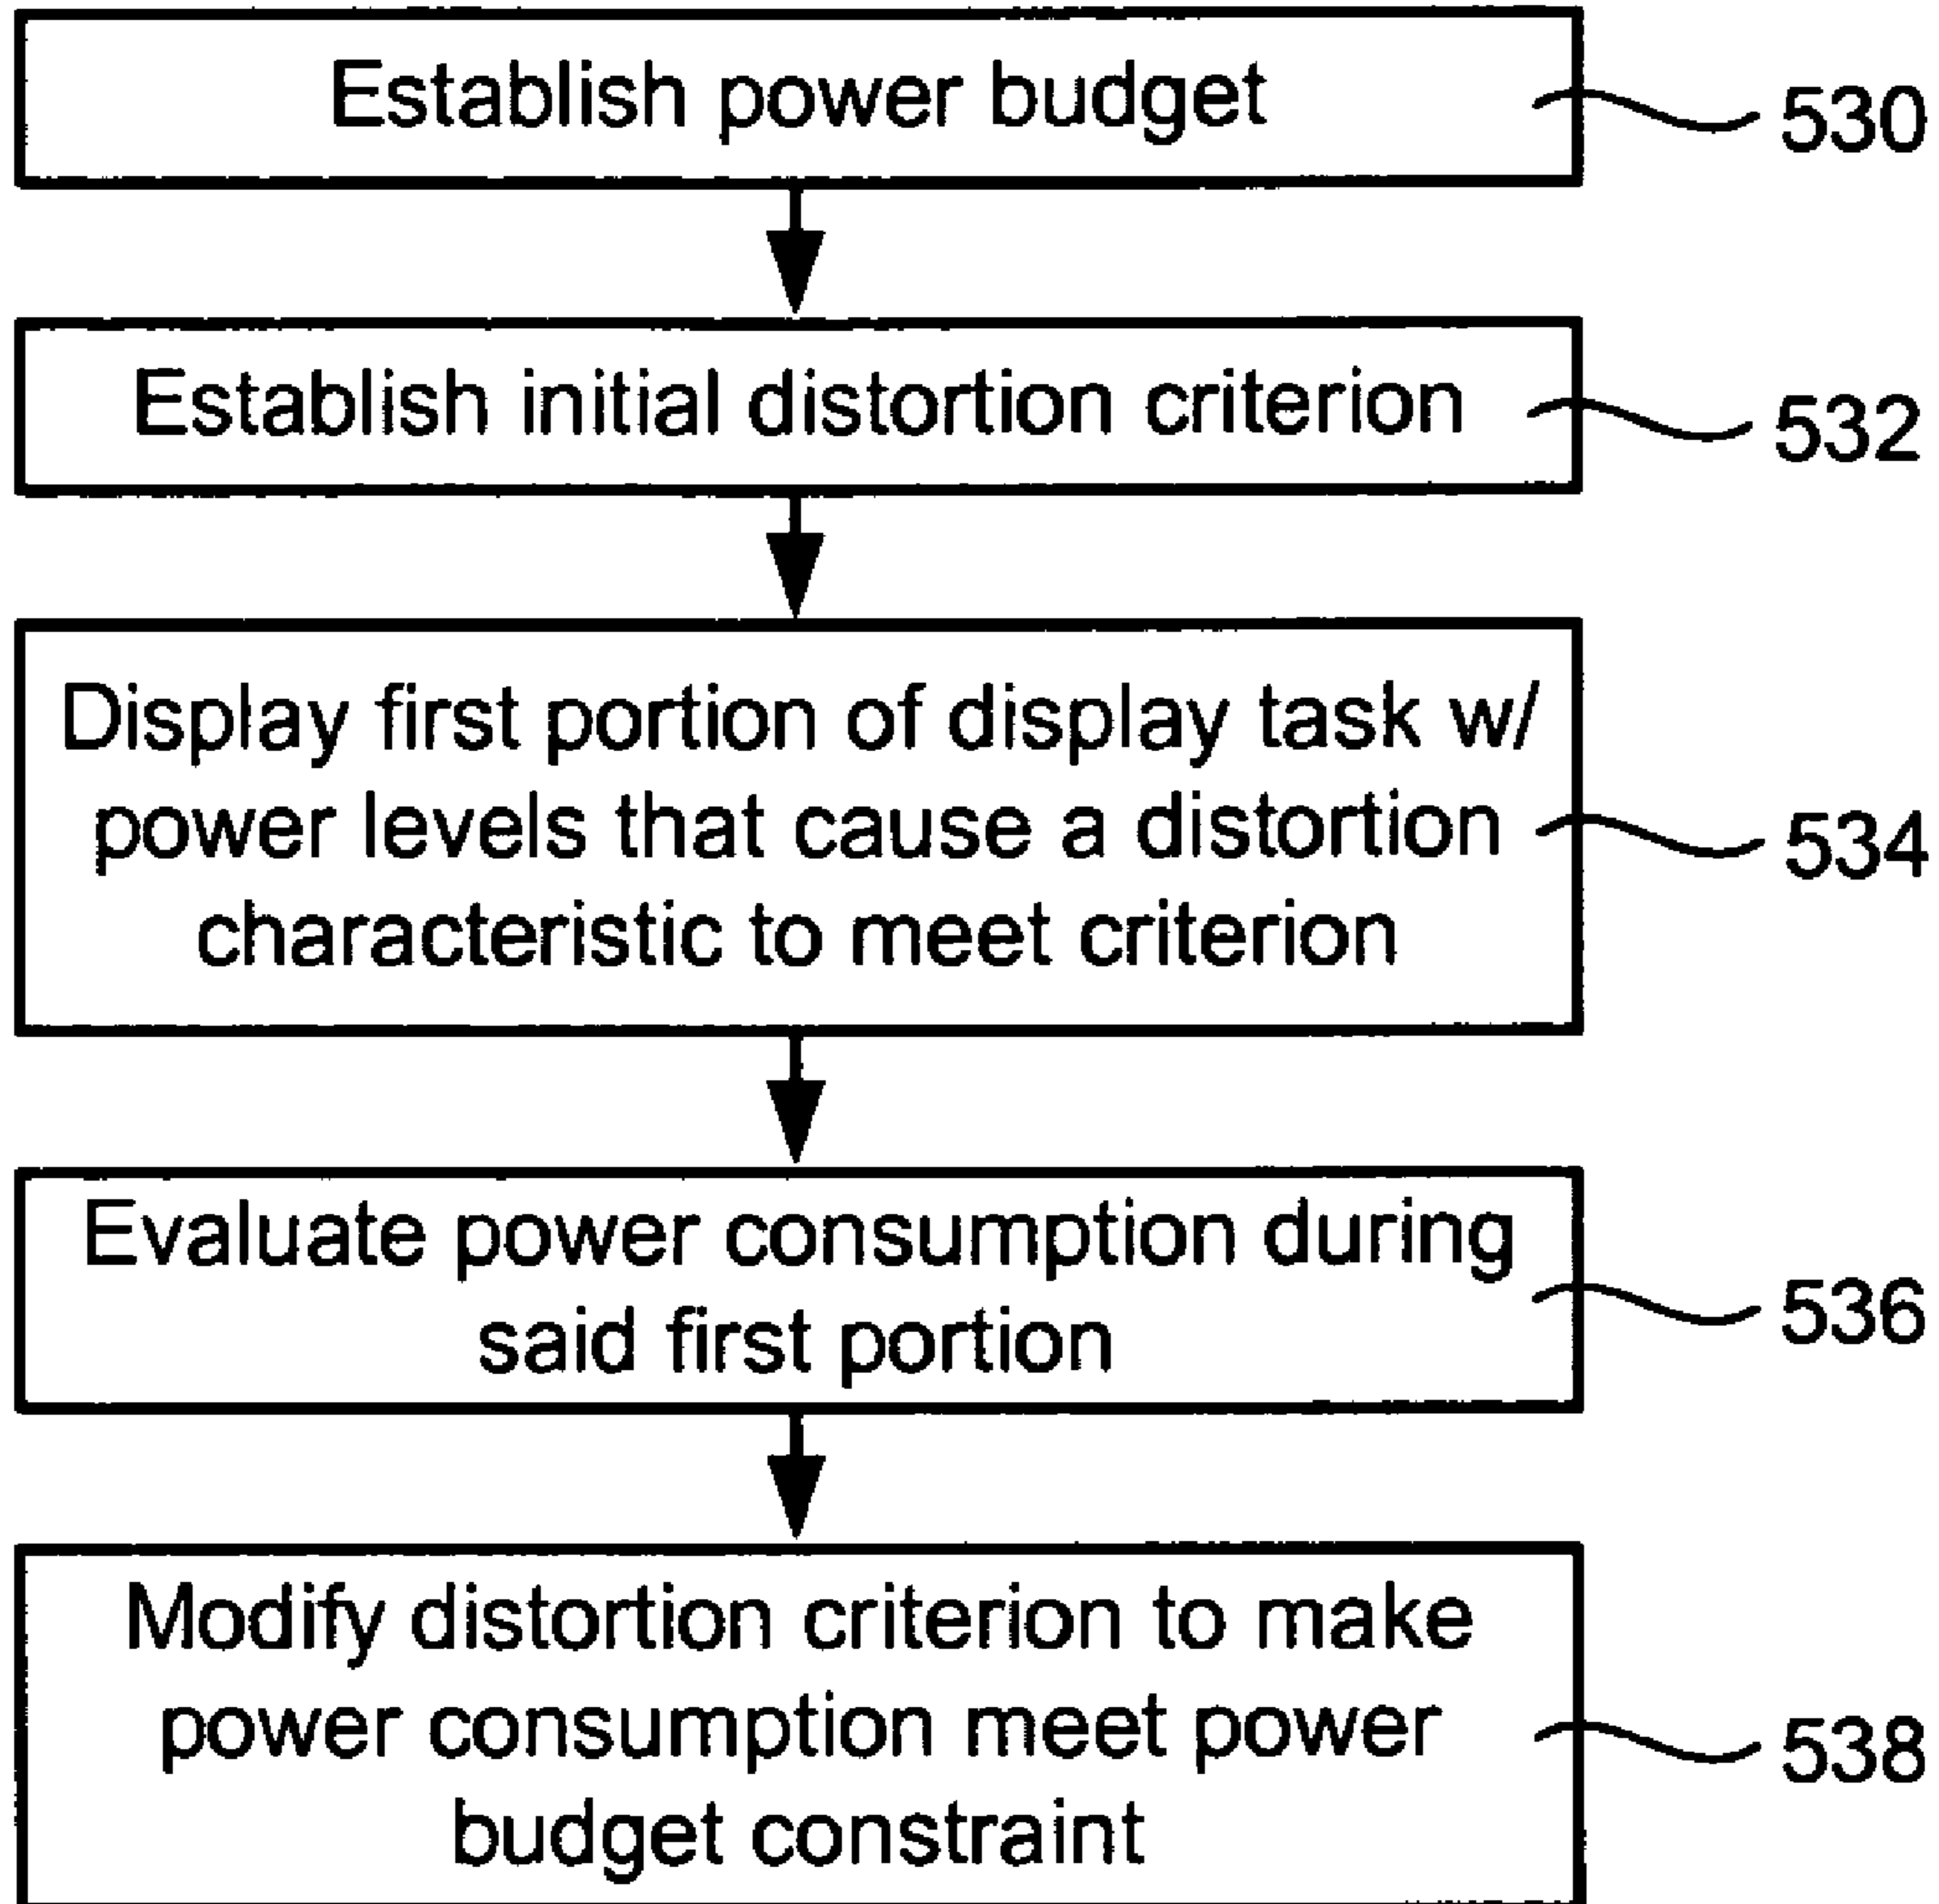 Establish power budget
530
Establish initial distortion criterion
532
Display first portion of display task w/
power levels that cause a distortion
characteristic to meet criterion
534
Evaluate power consumption during
said first portion
536
Modify distortion criterion to make
power consumption meet power
budget constraint
538